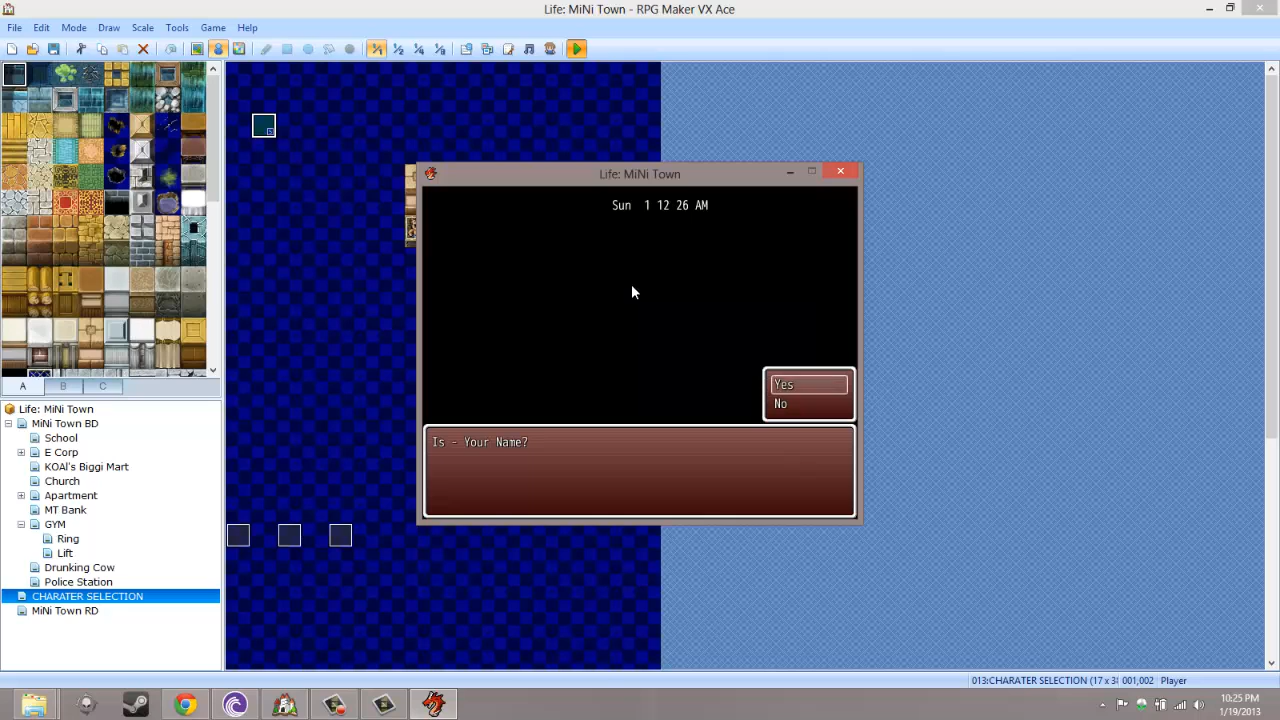 Life: MiNi Town - RPG Maker VX Ace
File Edit Mode Draw Scale Tools Game Help
Life: MiNi Town
Sun 1 12 26 AM
Yes
No
Is - Your Name?
A B C
Life: MiNi Town
MiNi Town BD
School
E Corp
KOAl's Biggi Mart
Church
Apartment
MT Bank
GYM
Ring
Lift
Drunking Cow
Police Station
CHARATER SELECTION
MiNi Town RD
013:CHARATER SELECTION (17 x 3 001,002 Player
10:25 PM
1/19/2013